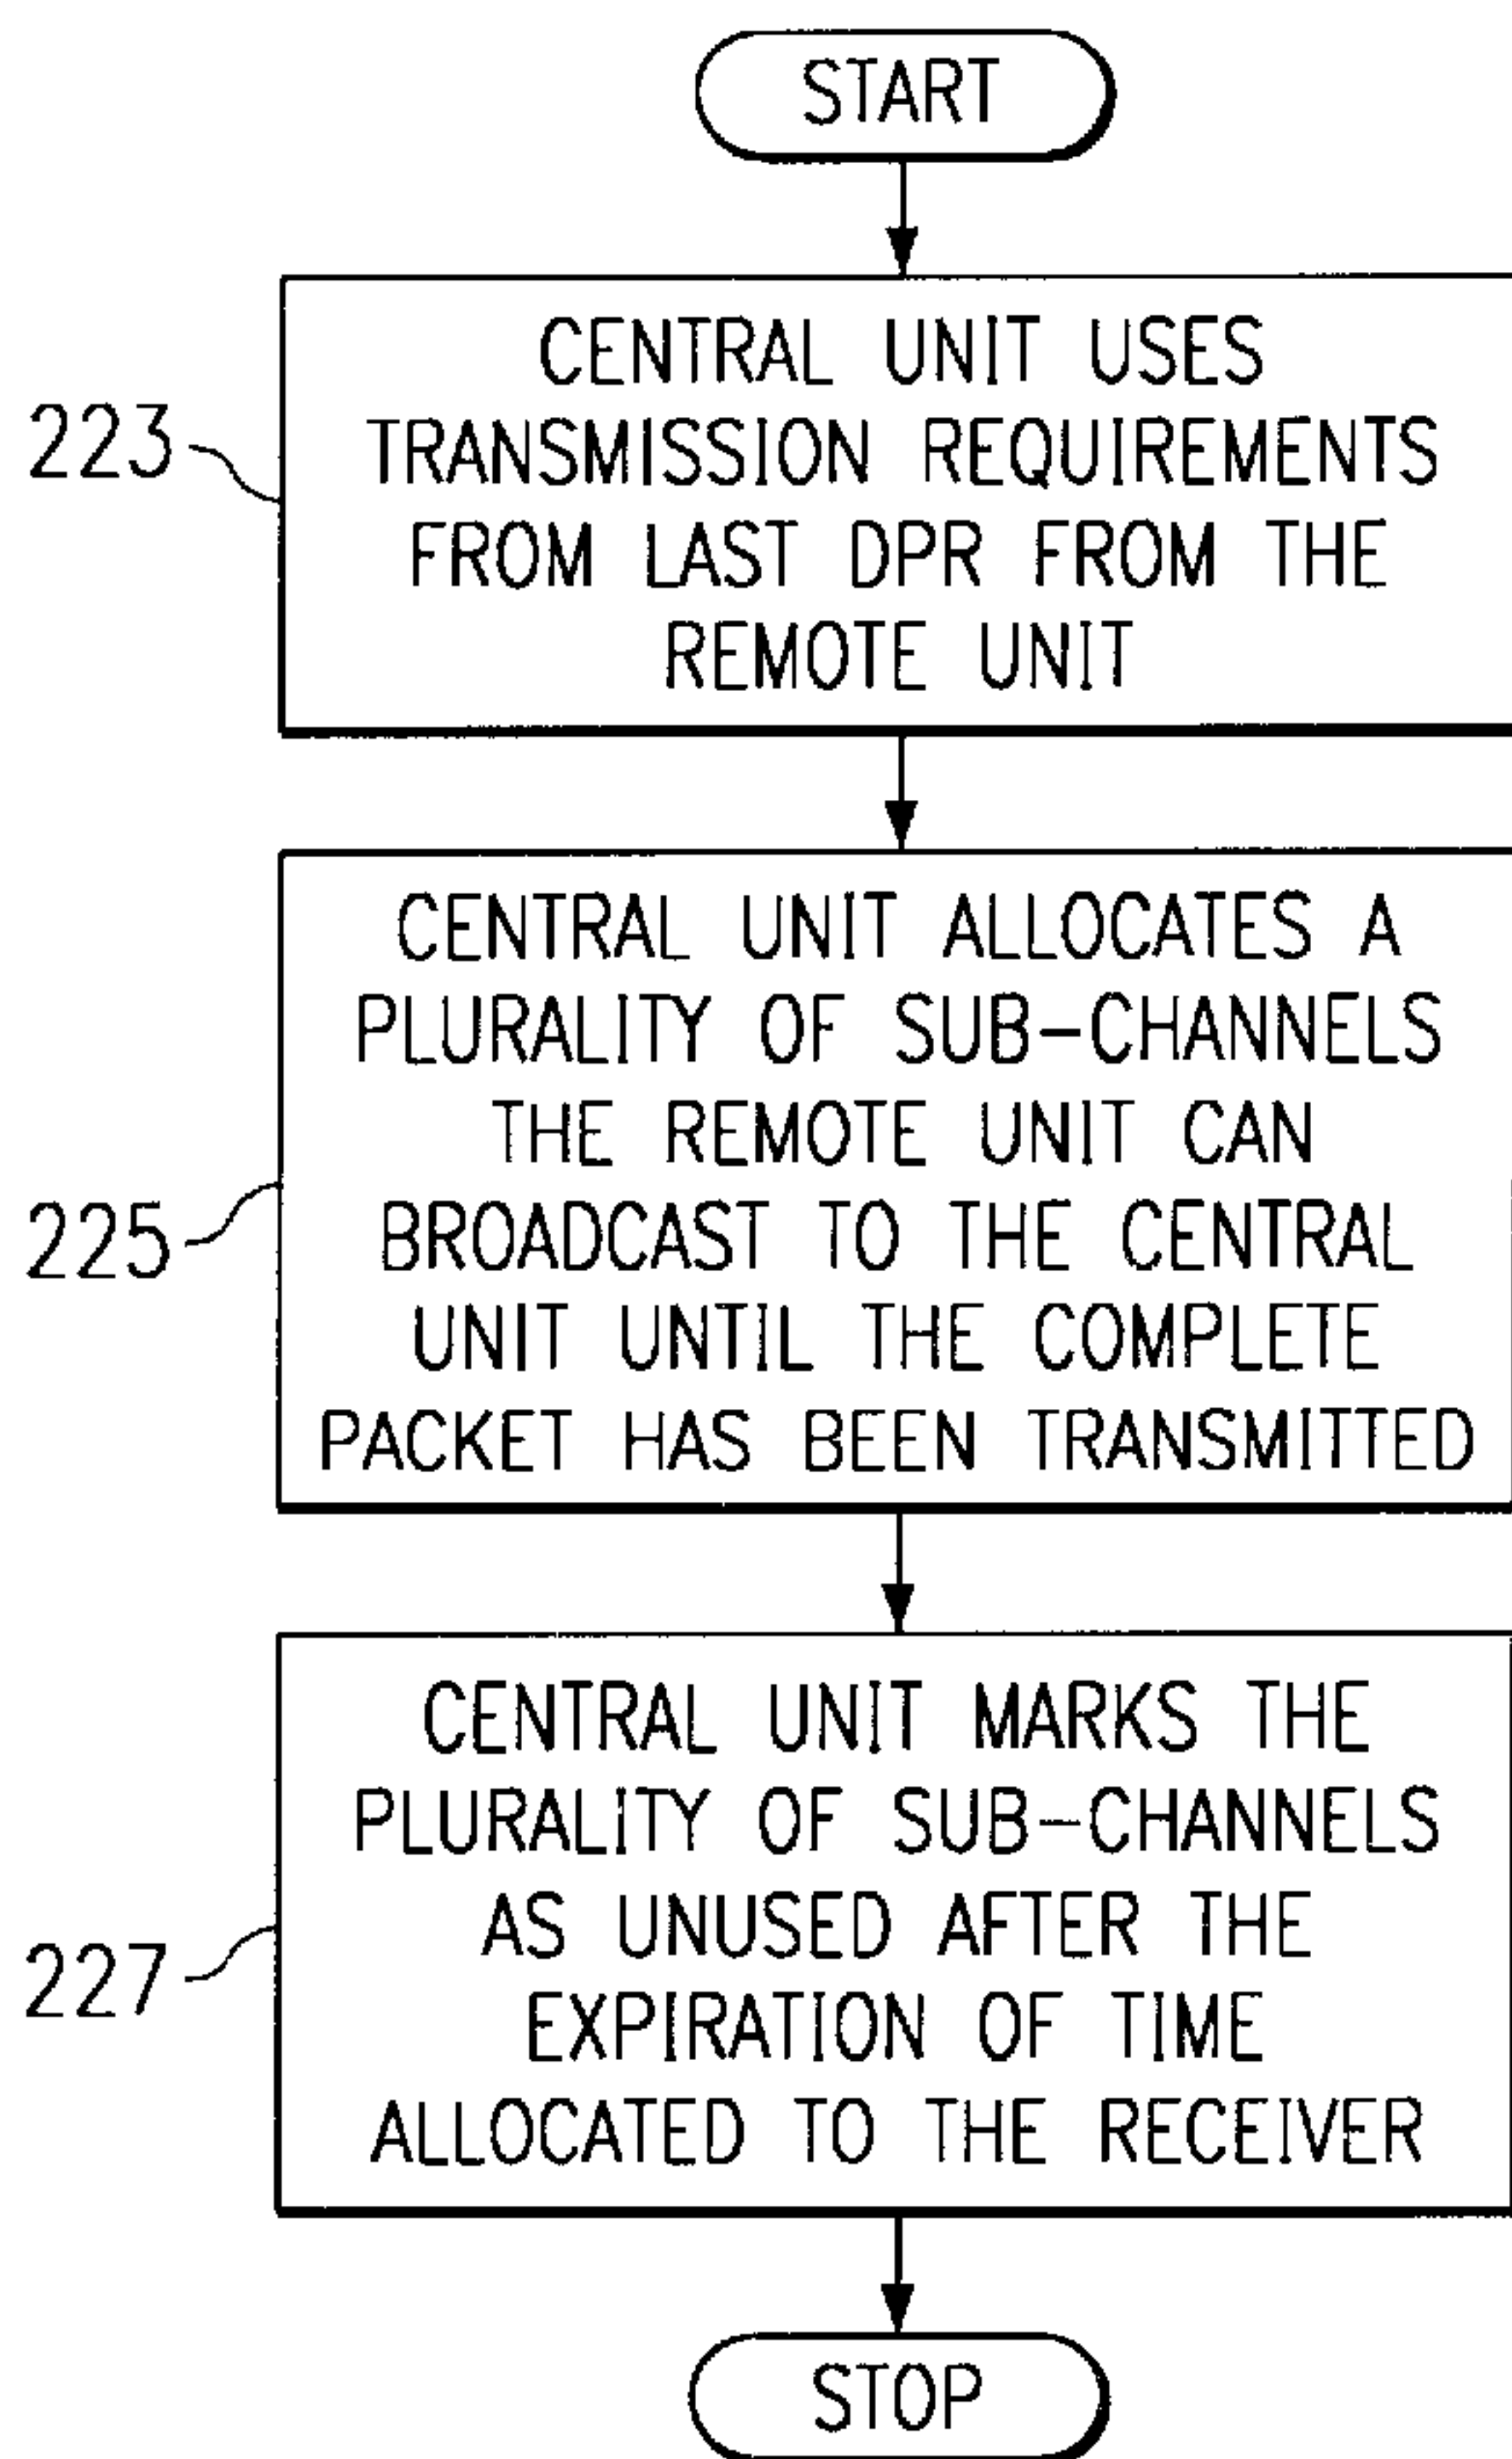 START
CENTRAL UNIT USES
TRANSMISSION REQUIREMENTS
FROM LAST DPR FROM THE
REMOTE UNIT
223
CENTRAL UNIT ALLOCATES A
PLURALITY OF SUB-CHANNELS
THE REMOTE UNIT CAN
BROADCAST TO THE CENTRAL
UNIT UNTIL THE COMPLETE
PACKET HAS BEEN TRANSMITTED
225
CENTRAL UNIT MARKS THE
PLURALITY OF SUB-CHANNELS
AS UNUSED AFTER THE
EXPIRATION OF TIME
ALLOCATED TO THE RECEIVER
227
STOP